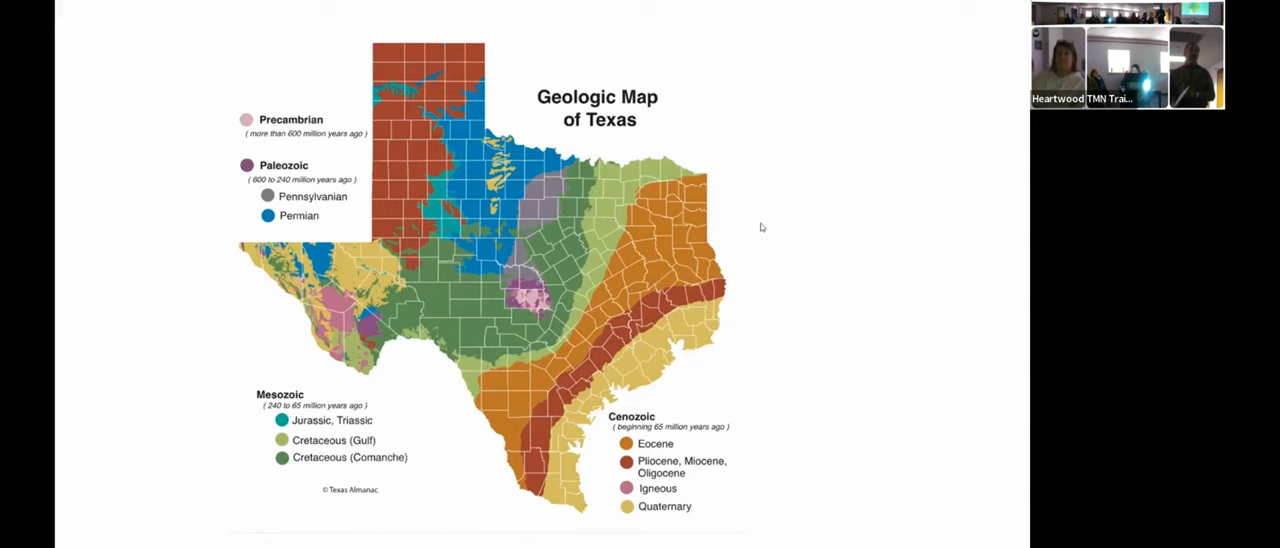 Geologic Map
of Texas
Precambrian
( more than 600 million years ago )
Paleozoic
( 600 to 240 million years ago )
Pennsylvanian
Permian
Mesozoic
( 240 to 65 million years ago )
Jurassic, Triassic
Cretaceous (Gulf)
Cretaceous (Comanche)
© Texas Almanac
Cenozoic
( beginning 65 million years ago )
Eocene
Pliocene, Miocene,
Oligocene
Igneous
Quaternary
Heartwood TMN Trai...